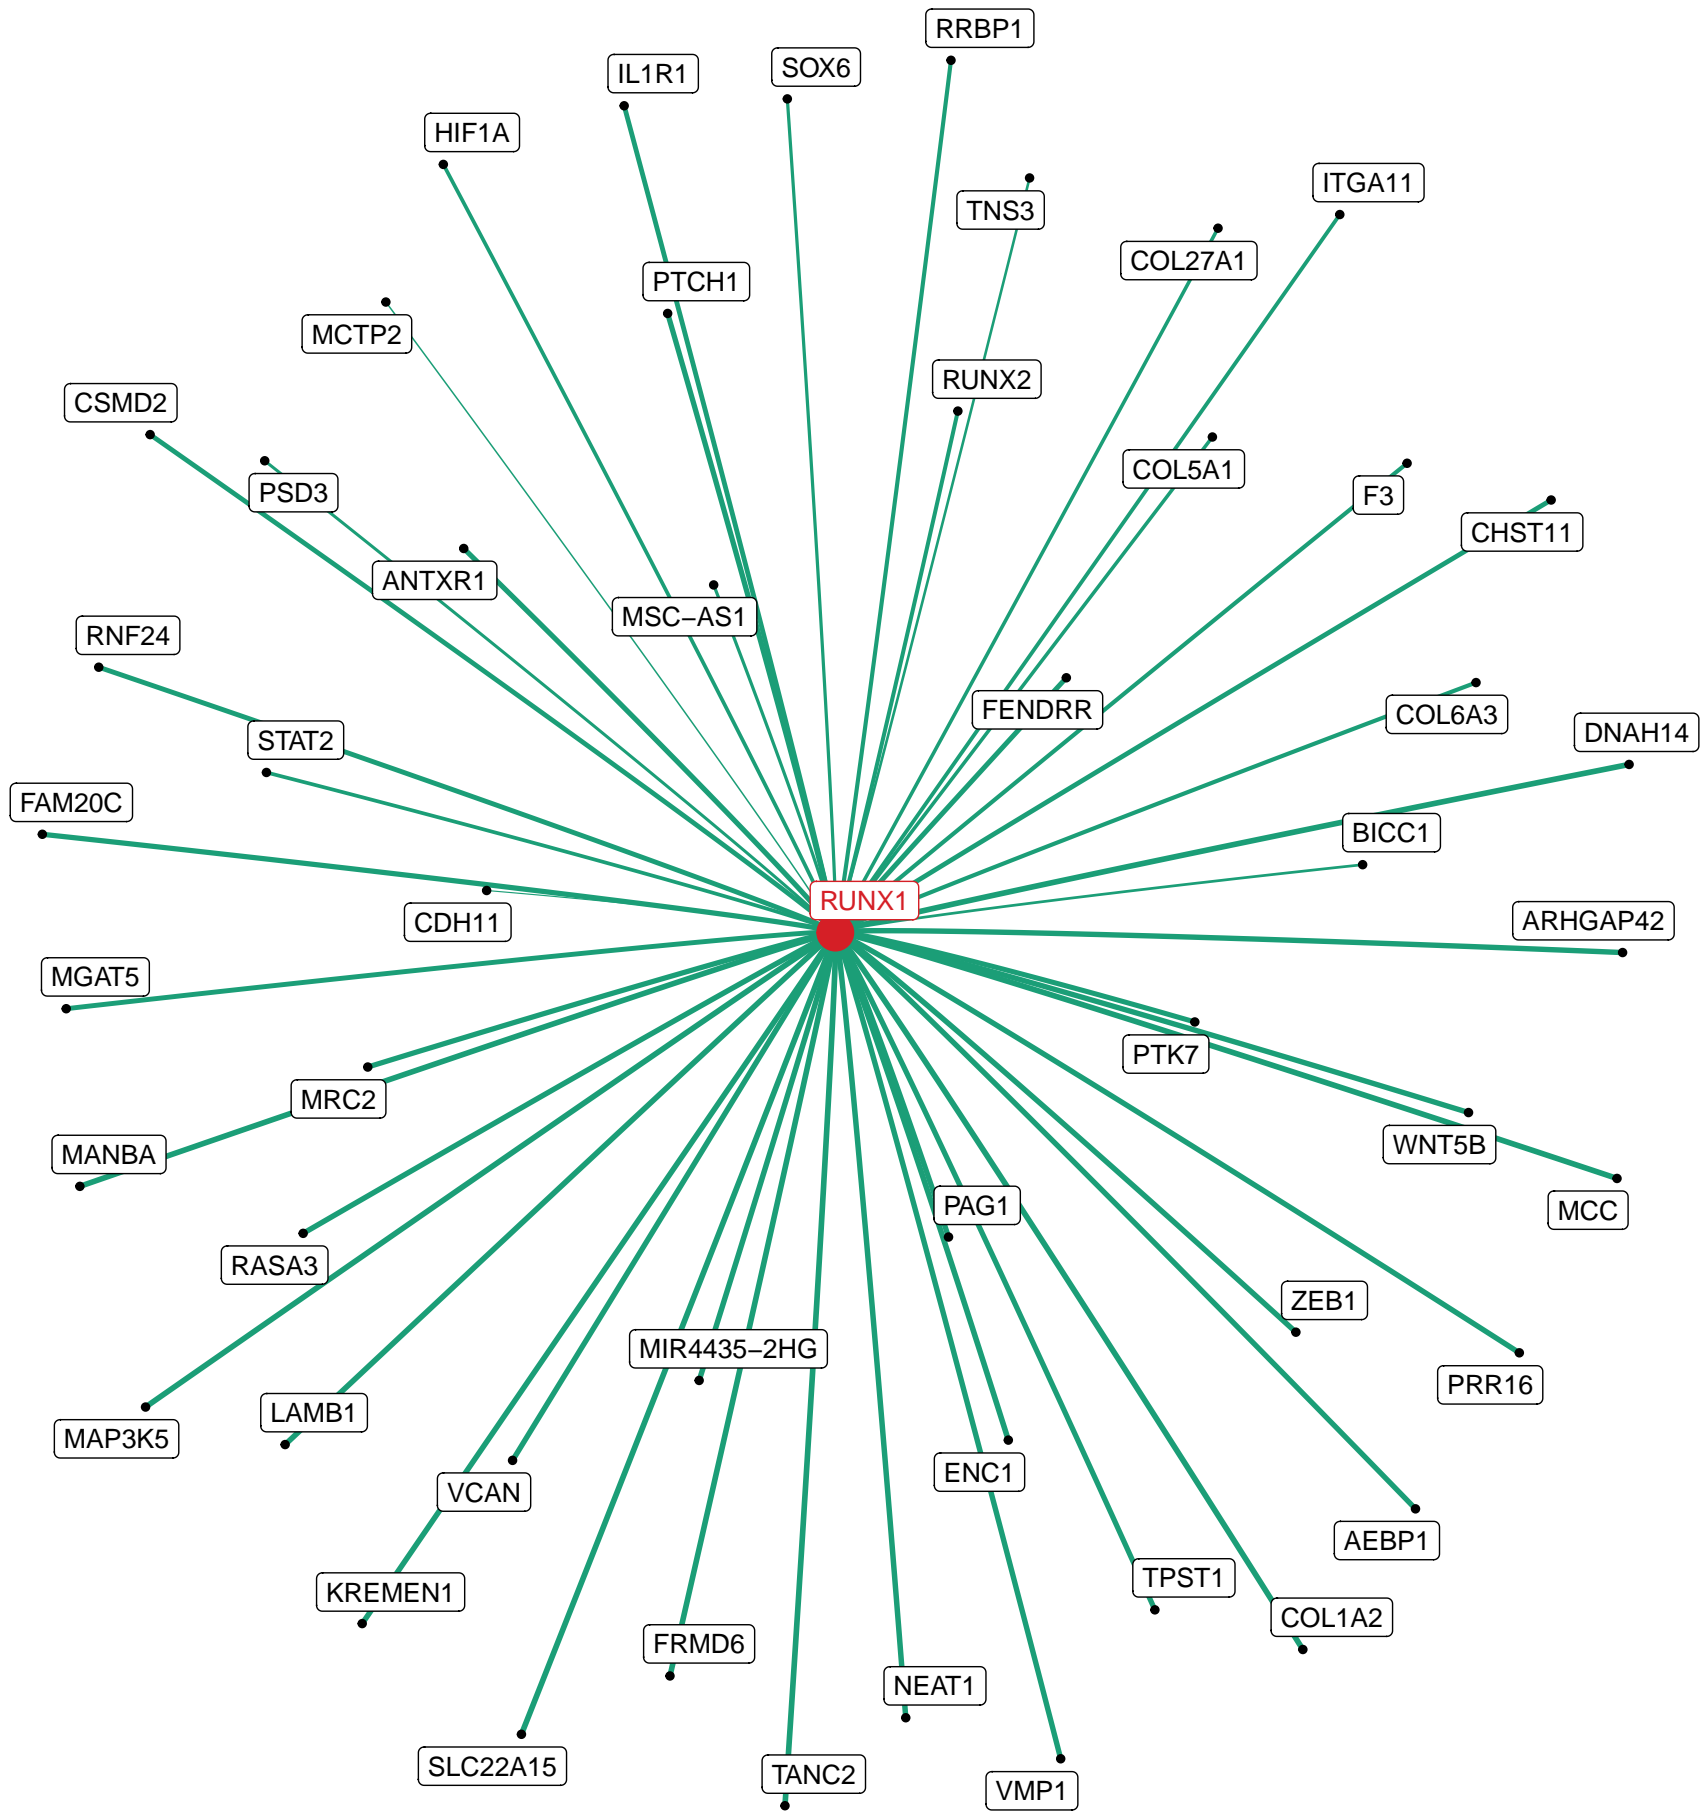 RRBP1
IL1R1
SOX6
HIF1A
ITGA11
TNS3
COL27A1
PTCH1
MCTP2
RUNX2
CSMD2
COL5A1
PSD3
F3
CHST11
ANTXR1
MSC−AS1
RNF24
FENDRR
COL6A3
DNAH14
STAT2
FAM20C
BICC1
RUNX1
CDH11
ARHGAP42
MGAT5
PTK7
MRC2
WNT5B
MANBA
PAG1
MCC
RASA3
ZEB1
MIR4435−2HG
PRR16
LAMB1
MAP3K5
ENC1
VCAN
AEBP1
TPST1
KREMEN1
COL1A2
FRMD6
NEAT1
SLC22A15
TANC2
VMP1